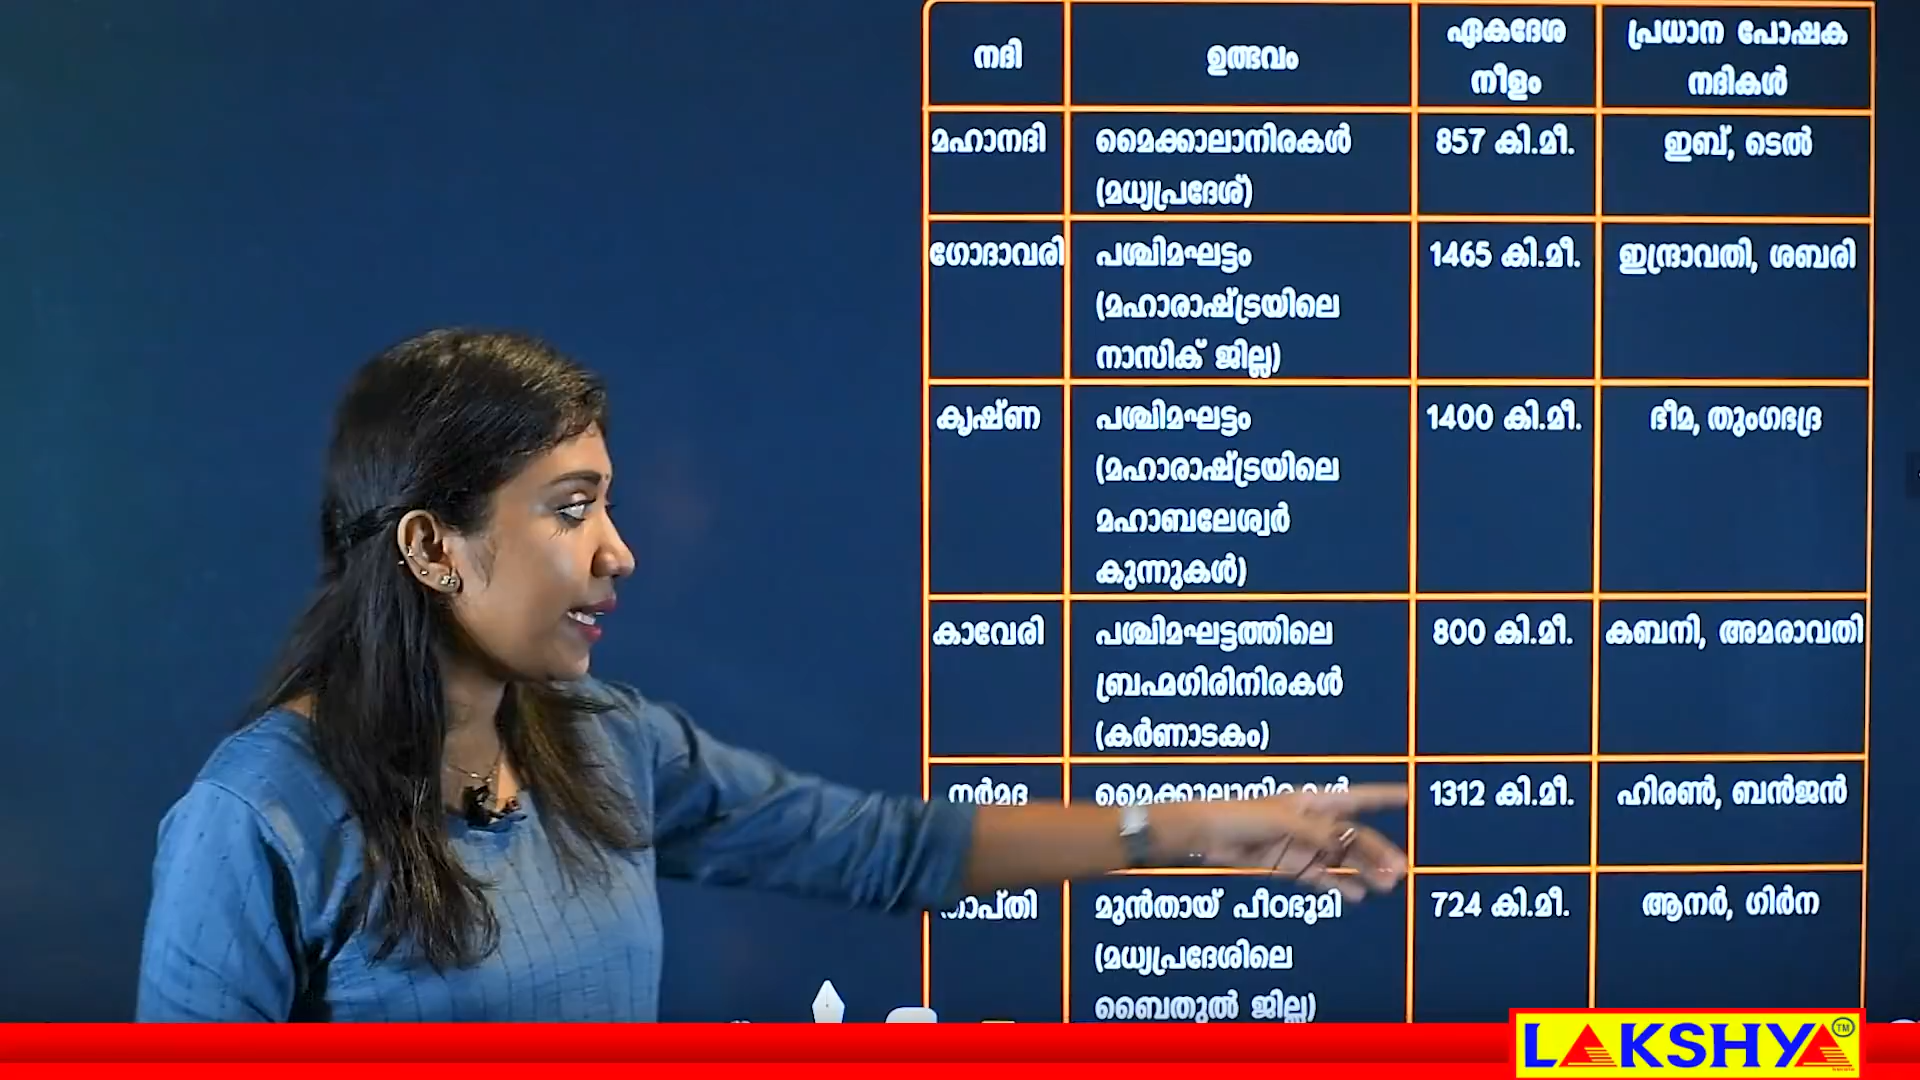 നദി
ഉത്ഭവം
ഏകദേശ
നീളം
പ്രധാന പോഷക
നദികൾ
മഹാനദി
മൈക്കാലാനിരകൾ
(മധ്യപ്രദേശ്)
857 കി.മീ.
ഇബ്, ടെൽ
ഗോദാവരി
പശ്ചിമഘട്ടം
(മഹാരാഷ്ട്രയിലെ
നാസിക് ജില്ല)
1465 കി.മീ.
ഇന്ദ്രാവതി, ശബരി
കൃഷ്ണ
പശ്ചിമഘട്ടം
(മഹാരാഷ്ട്രയിലെ
മഹാബലേശ്വർ
കുന്നുകൾ)
1400 കി.മീ.
ഭീമ, തുംഗഭദ്ര
കാവേരി
പശ്ചിമഘട്ടത്തിലെ
ബ്രഹ്മഗിരിനിരകൾ
(കർണാടകം)
800 കി.മീ.
കബനി, അമരാവതി
നർമദ
മൈക്കാലാനിരകൾ
1312 കി.മീ.
ഹിരൺ, ബൻജൻ
താപ്തി
മുൻതായ് പീഠഭൂമി
(മധ്യപ്രദേശിലെ
ബൈതുൽ ജില്ല)
724 കി.മീ.
ആനർ, ഗിർന
LAKSHYA TM